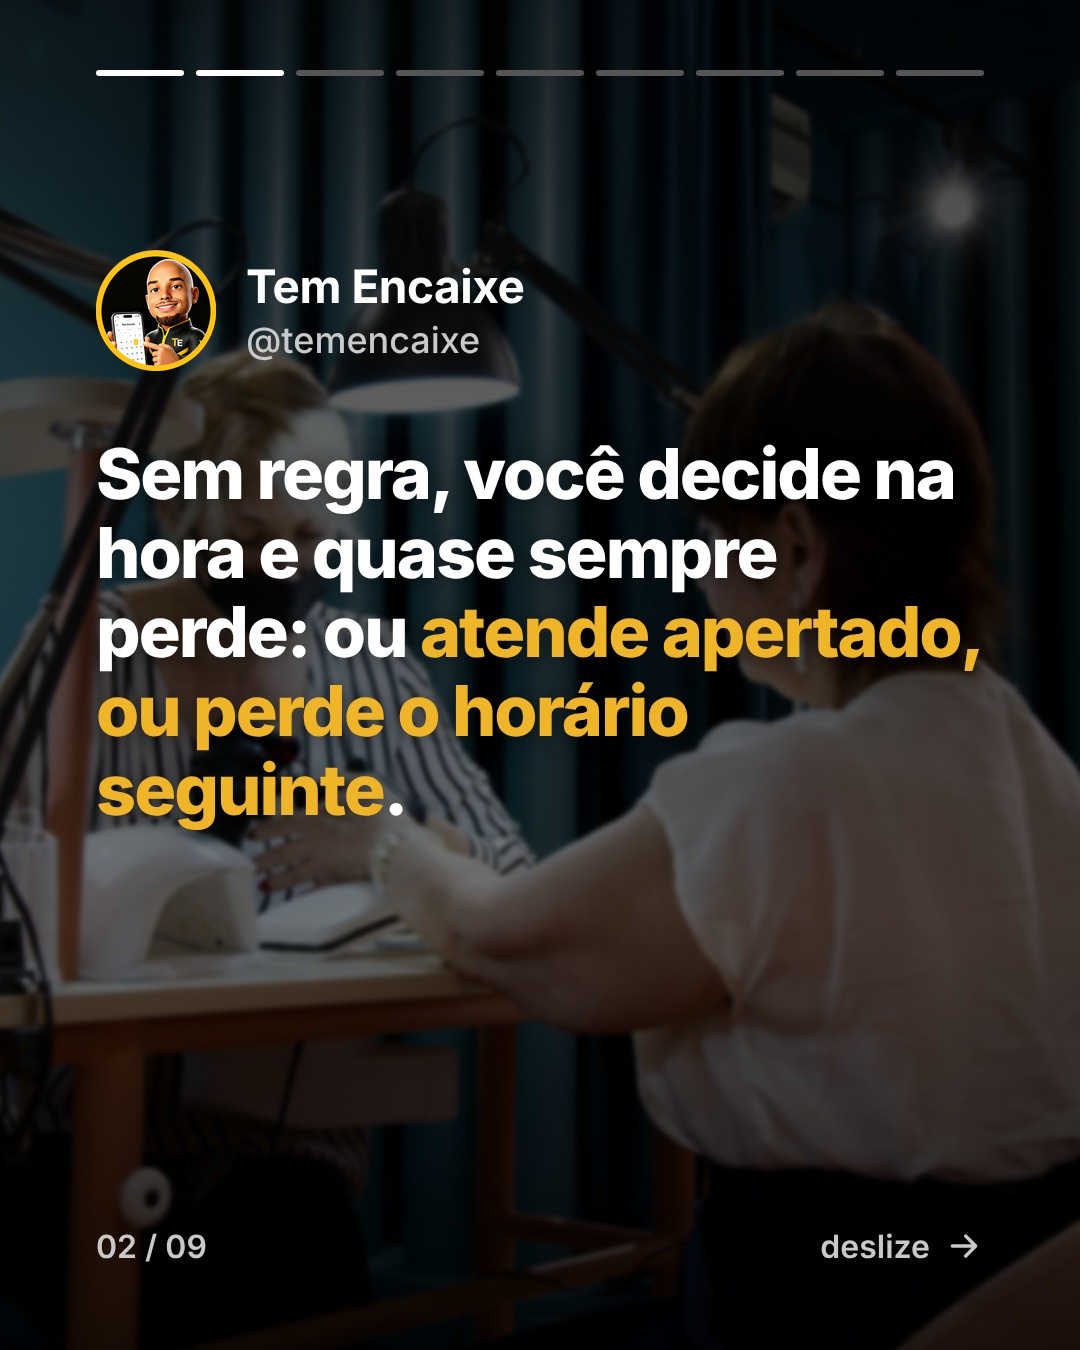 Tem Encaixe
@temencaixe
TE
Sem regra, você decide na
hora e quase sempre
perde: ou atende apertado,
ou perde o horário
seguinte.
02 / 09
deslize →